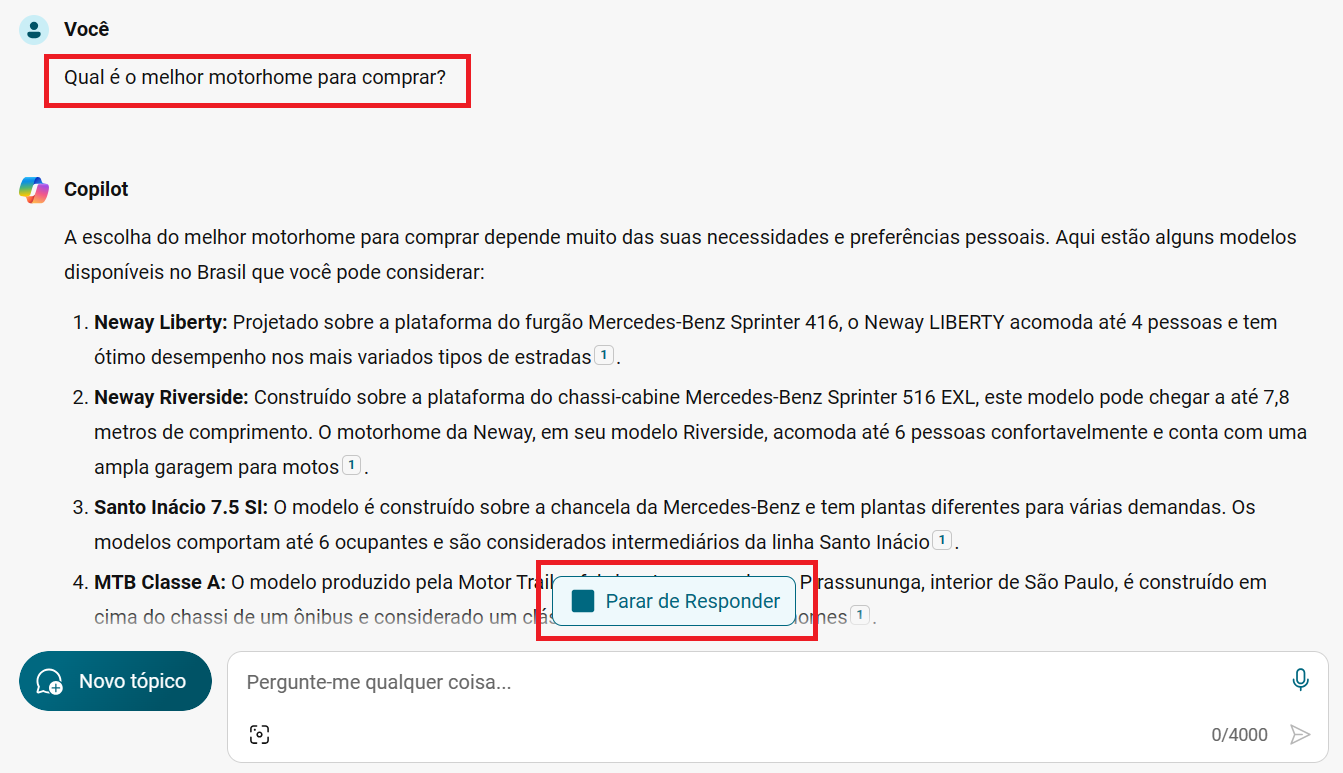 Você
Qual é o melhor motorhome para comprar?
Copilot
A escolha do melhor motorhome para comprar depende muito das suas necessidades e preferências pessoais. Aqui estão alguns modelos
disponíveis no Brasil que você pode considerar:
1. Neway Liberty: Projetado sobre a plataforma do furgão Mercedes-Benz Sprinter 416, o Neway LIBERTY acomoda até 4 pessoas e tem
ótimo desempenho nos mais variados tipos de estradas 1 .
2. Neway Riverside: Construído sobre a plataforma do chassi-cabine Mercedes-Benz Sprinter 516 EXL, este modelo pode chegar a até 7,8
metros de comprimento. O motorhome da Neway, em seu modelo Riverside, acomoda até 6 pessoas confortavelmente e conta com uma
ampla garagem para motos 1 .
3. Santo Inácio 7.5 SI: O modelo é construído sobre a chancela da Mercedes-Benz e tem plantas diferentes para várias demandas. Os
modelos comportam até 6 ocupantes e são considerados intermediários da linha Santo Inácio 1 .
4. MTB Classe A: O modelo produzido pela Motor Pirassununga, interior de São Paulo, é construído em
cima do chassi de um ônibus e considerado um 1 .
Parar de Responder
Novo tópico
Pergunte-me qualquer coisa...
0/4000